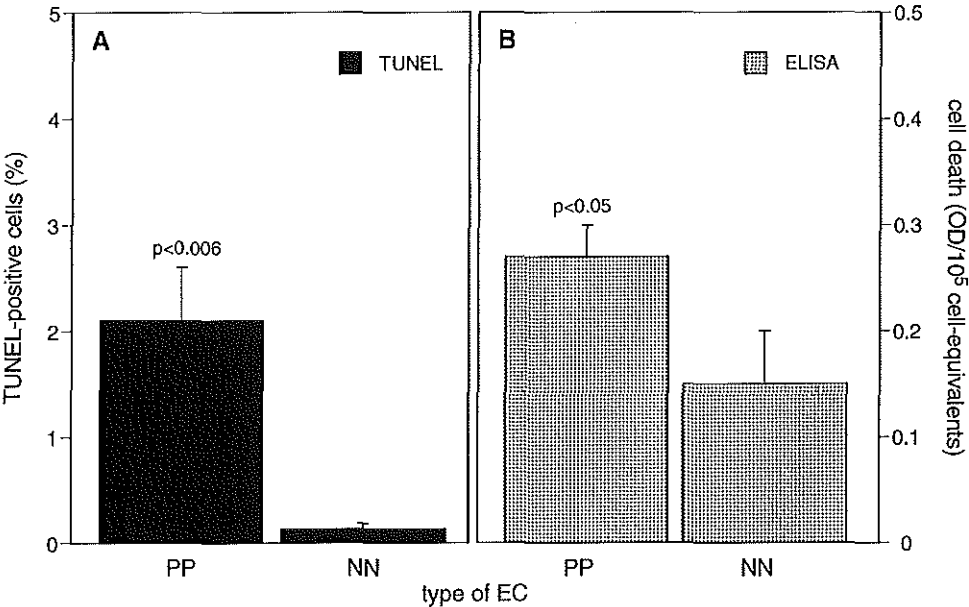 A
TUNEL
p<0.006
TUNEL-positive cells (%)
5
4
3
2
1
0
PP
NN
B
ELISA
p<0.05
cell death (OD/10⁵ cell-equivalents)
0.5
0.4
0.3
0.2
0.1
0
PP
NN
type of EC